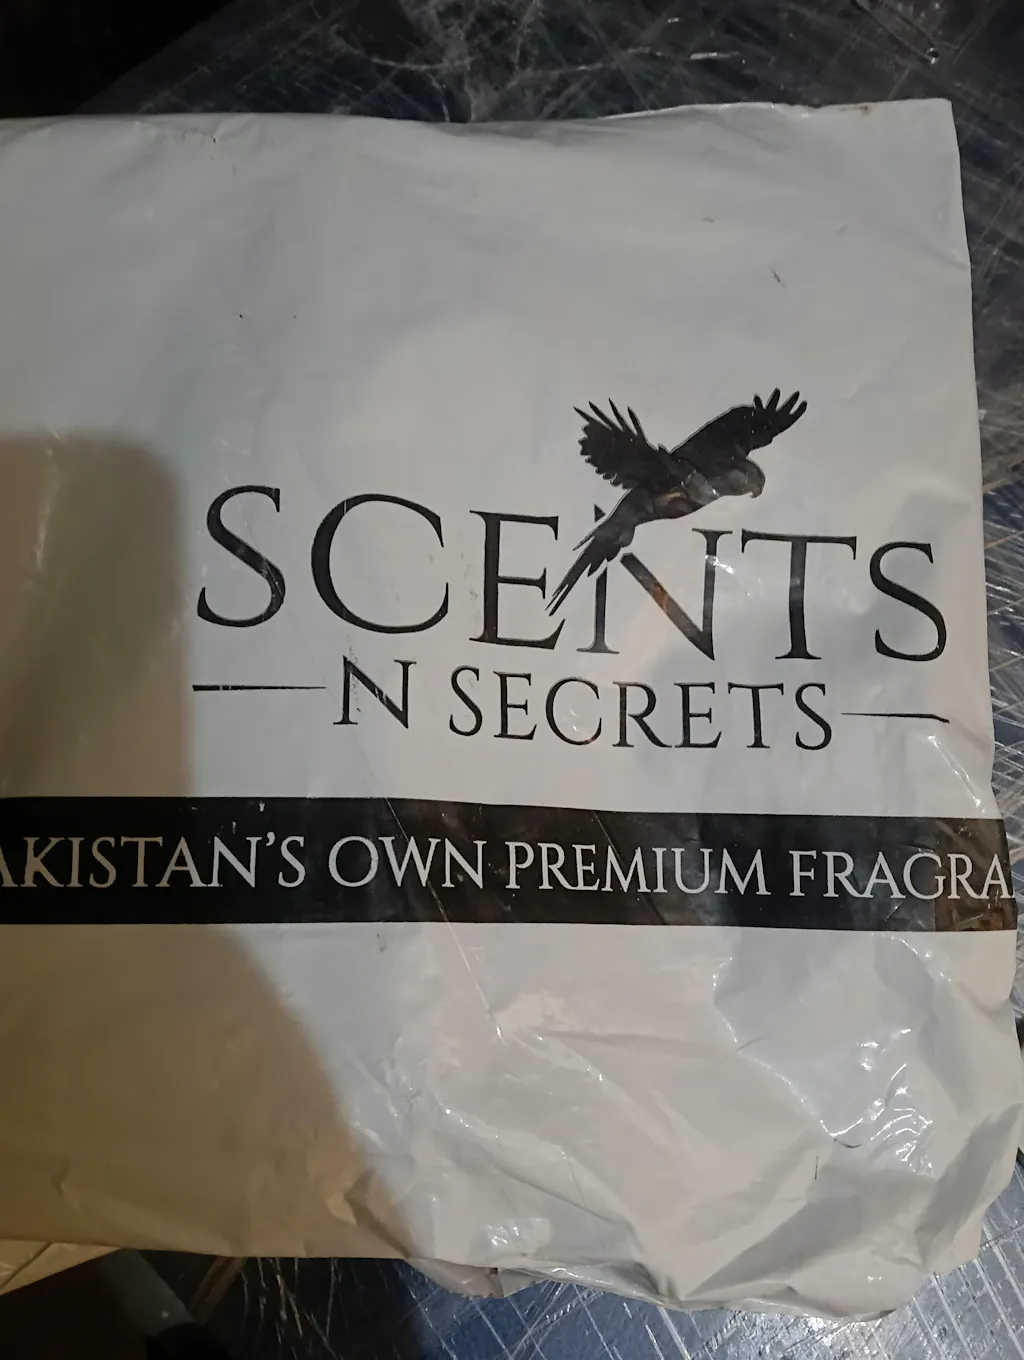 SCENTS
N SECRETS
AKISTAN'S OWN PREMIUM FRAGRA